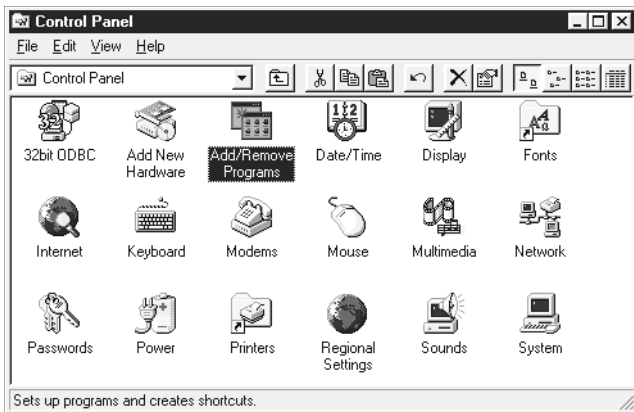 Control Panel
File Edit View Help
Control Panel
32bit ODBC
Add New
Hardware
Add/Remove
Programs
Date/Time
Display
Fonts
Internet
Keyboard
Modems
Mouse
Multimedia
Network
Passwords
Power
Printers
Regional
Settings
Sounds
System
Sets up programs and creates shortcuts.